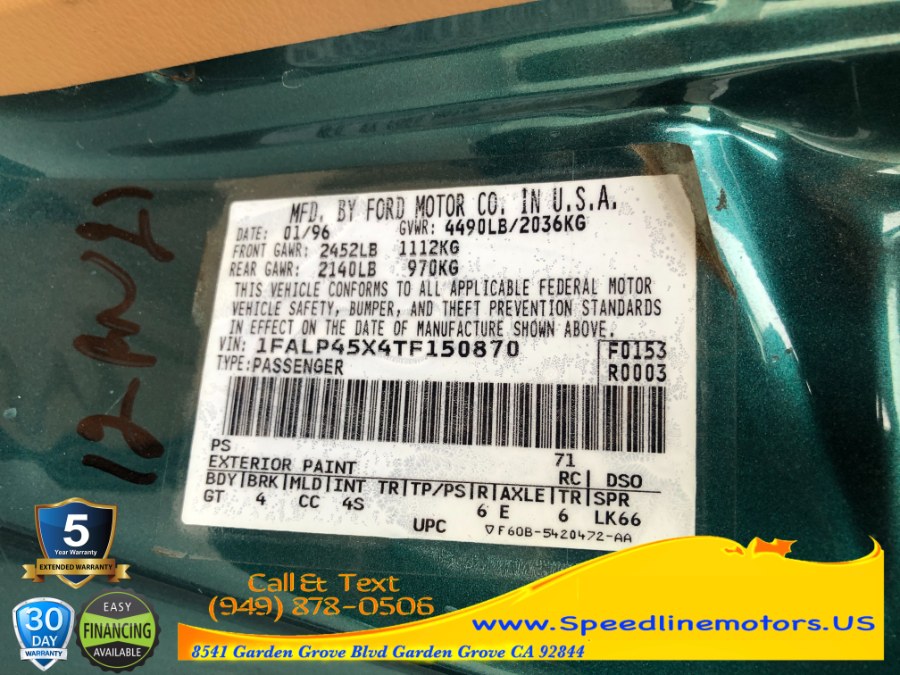 MFD. BY FORD MOTOR CO. IN U.S.A.
DATE: 01/96 GVWR: 4490LB/2036KG
FRONT GAWR: 2452LB 1112KG
REAR GAWR: 2140LB 970KG
THIS VEHICLE CONFORMS TO ALL APPLICABLE FEDERAL MOTOR
VEHICLE SAFETY, BUMPER, AND THEFT PREVENTION STANDARDS
IN EFFECT ON THE DATE OF MANUFACTURE SHOWN ABOVE.
VIN: 1FALP45X4TF150870
F0153
TYPE: PASSENGER
R0003
PS 71
EXTERIOR PAINT RC| DSO
BDY|BRK|MLD|INT TR|TP/PS|R|AXLE|TR|SPR
GT 4 CC 4S 6 E 6 LK66
UPC ▽F60B-5420472-AA
5
Year Warranty
EXTENDED WARRANTY
30
DAY
WARRANTY
EASY
FINANCING
AVAILABLE
Call & Text
(949) 878-0506
www.Speedlinemotors.US
8541 Garden Grove Blvd Garden Grove CA 92844